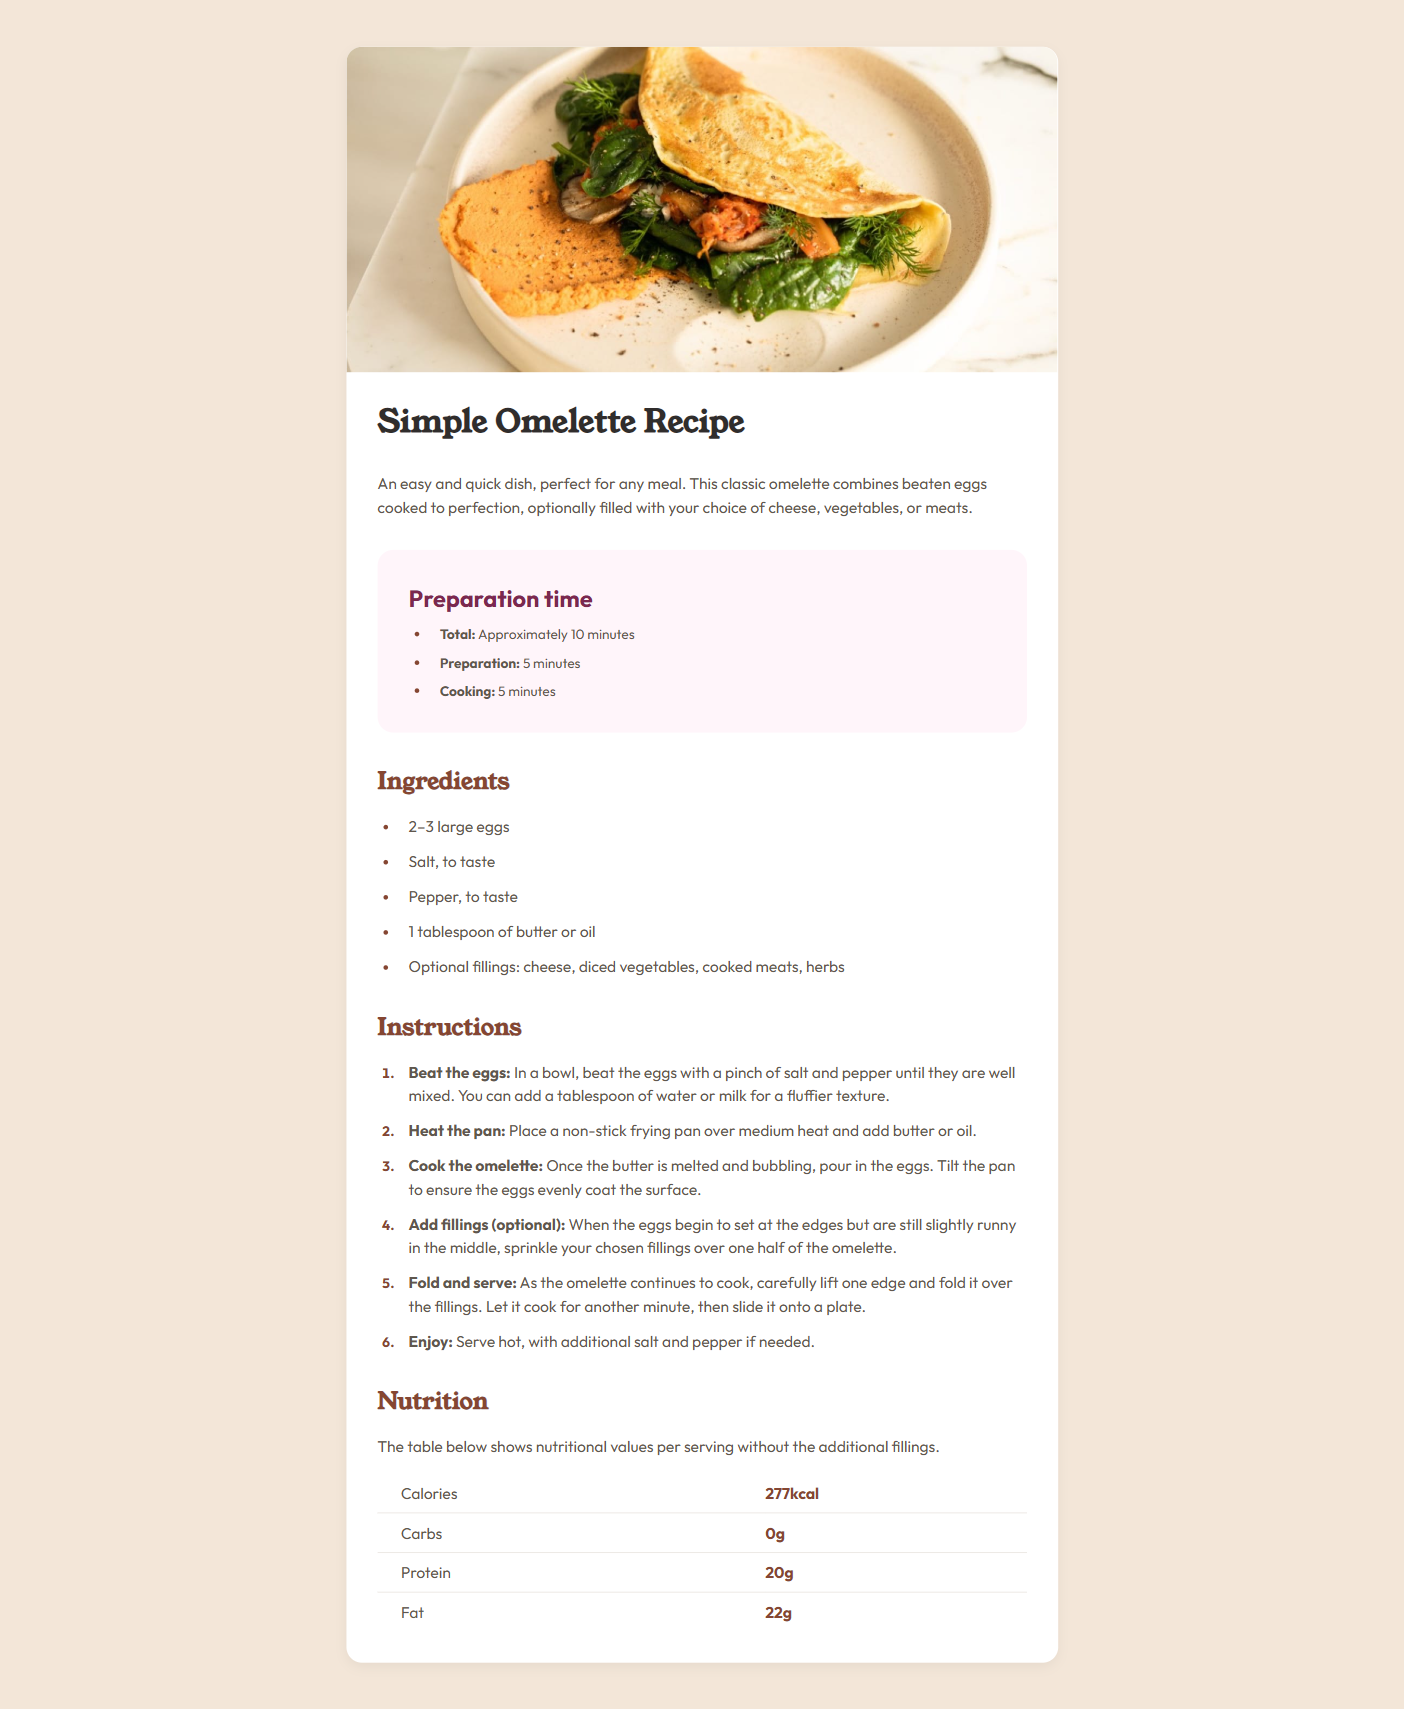 Simple Omelette Recipe
An easy and quick dish, perfect for any meal. This classic omelette combines beaten eggs
cooked to perfection, optionally filled with your choice of cheese, vegetables, or meats.
Preparation time
• Total: Approximately 10 minutes
• Preparation: 5 minutes
• Cooking: 5 minutes
Ingredients
• 2–3 large eggs
• Salt, to taste
• Pepper, to taste
• 1 tablespoon of butter or oil
• Optional fillings: cheese, diced vegetables, cooked meats, herbs
Instructions
1. Beat the eggs: In a bowl, beat the eggs with a pinch of salt and pepper until they are well
mixed. You can add a tablespoon of water or milk for a fluffier texture.
2. Heat the pan: Place a non-stick frying pan over medium heat and add butter or oil.
3. Cook the omelette: Once the butter is melted and bubbling, pour in the eggs. Tilt the pan
to ensure the eggs evenly coat the surface.
4. Add fillings (optional): When the eggs begin to set at the edges but are still slightly runny
in the middle, sprinkle your chosen fillings over one half of the omelette.
5. Fold and serve: As the omelette continues to cook, carefully lift one edge and fold it over
the fillings. Let it cook for another minute, then slide it onto a plate.
6. Enjoy: Serve hot, with additional salt and pepper if needed.
Nutrition
The table below shows nutritional values per serving without the additional fillings.
Calories 277kcal
Carbs 0g
Protein 20g
Fat 22g